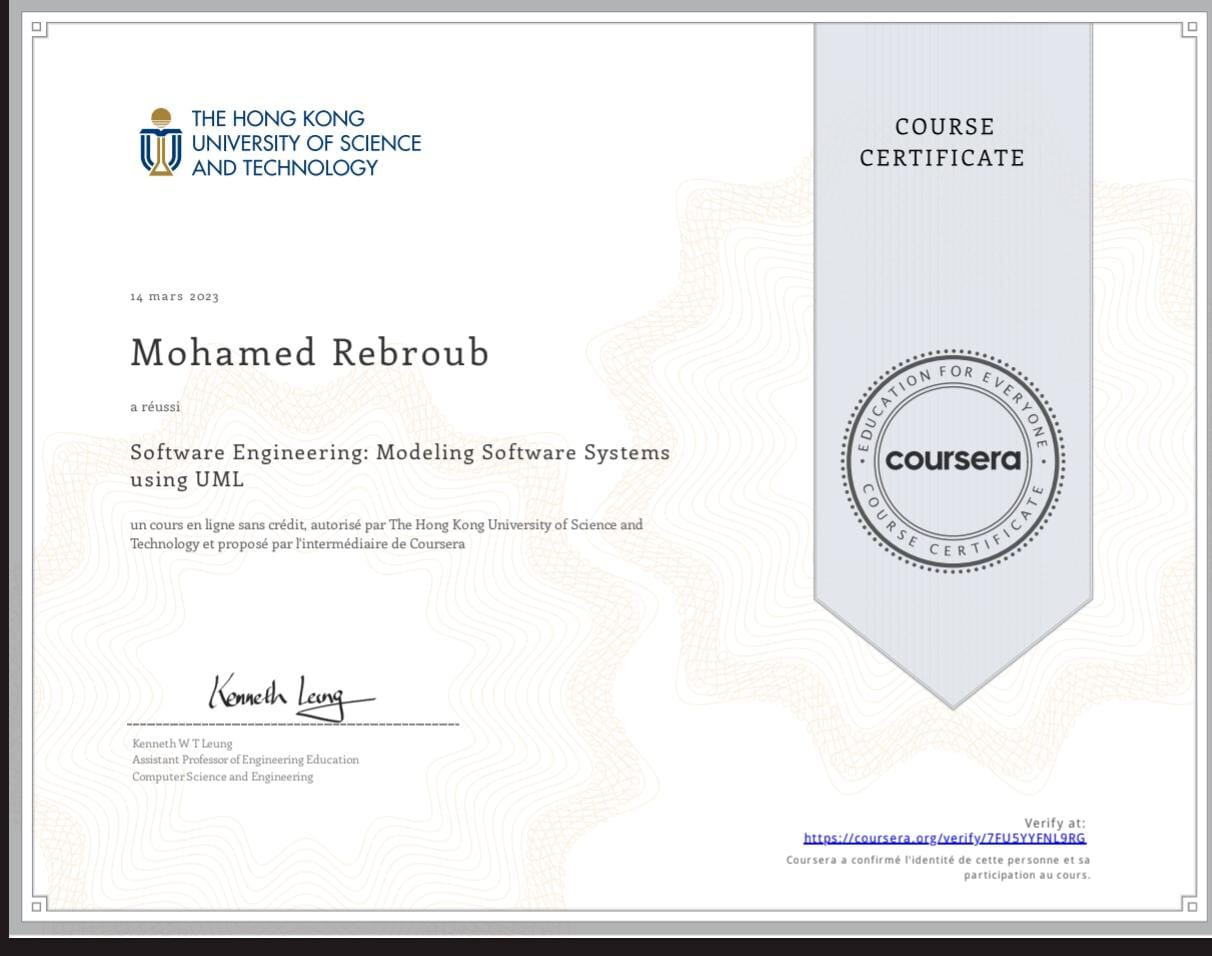 THE HONG KONG
UNIVERSITY OF SCIENCE
AND TECHNOLOGY
COURSE
CERTIFICATE
14 mars 2023
Mohamed Rebroub
a réussi
Software Engineering: Modeling Software Systems
using UML
un cours en ligne sans crédit, autorisé par The Hong Kong University of Science and
Technology et proposé par l'intermédiaire de Coursera
EDUCATION FOR EVERYONE
coursera
COURSE CERTIFICATE
Kenneth Leung
Kenneth W T Leung
Assistant Professor of Engineering Education
Computer Science and Engineering
Verify at:
https://coursera.org/verify/7FU5YYFNL9RG
Coursera a confirmé l'identité de cette personne et sa
participation au cours.